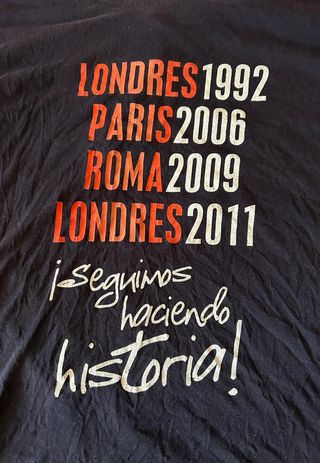 LONDRES1992
PARIS2006
ROMA2009
LONDRES2011
¡seguimos
haciendo
historia!